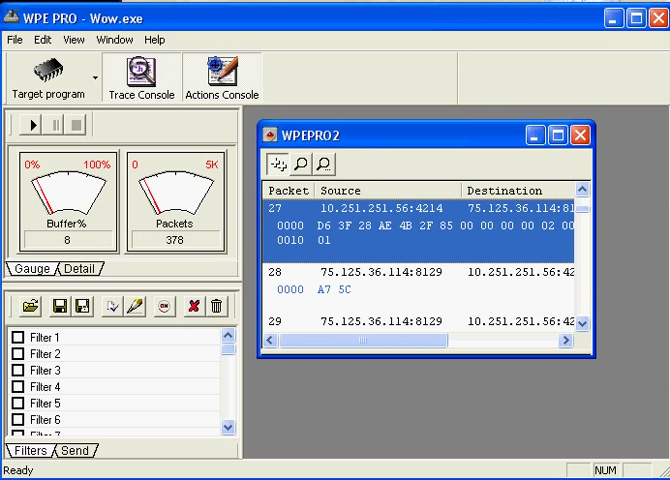 WPE PRO - Wow.exe
File Edit View Window Help
Target program Trace Console Actions Console
0% 100% 0 5K
Buffer% Packets
8 378
Gauge Detail
Filter 1
Filter 2
Filter 3
Filter 4
Filter 5
Filter 6
Filters Send
WPEPRO2
Packet Source Destination
27 10.251.251.56:4214 75.125.36.114:81
0000 D6 3F 28 AE 4B 2F 85 00 00 00 00 02 00
0010 01
28 75.125.36.114:8129 10.251.251.56:42
0000 A7 5C
29 75.125.36.114:8129 10.251.251.56:42
Ready NUM